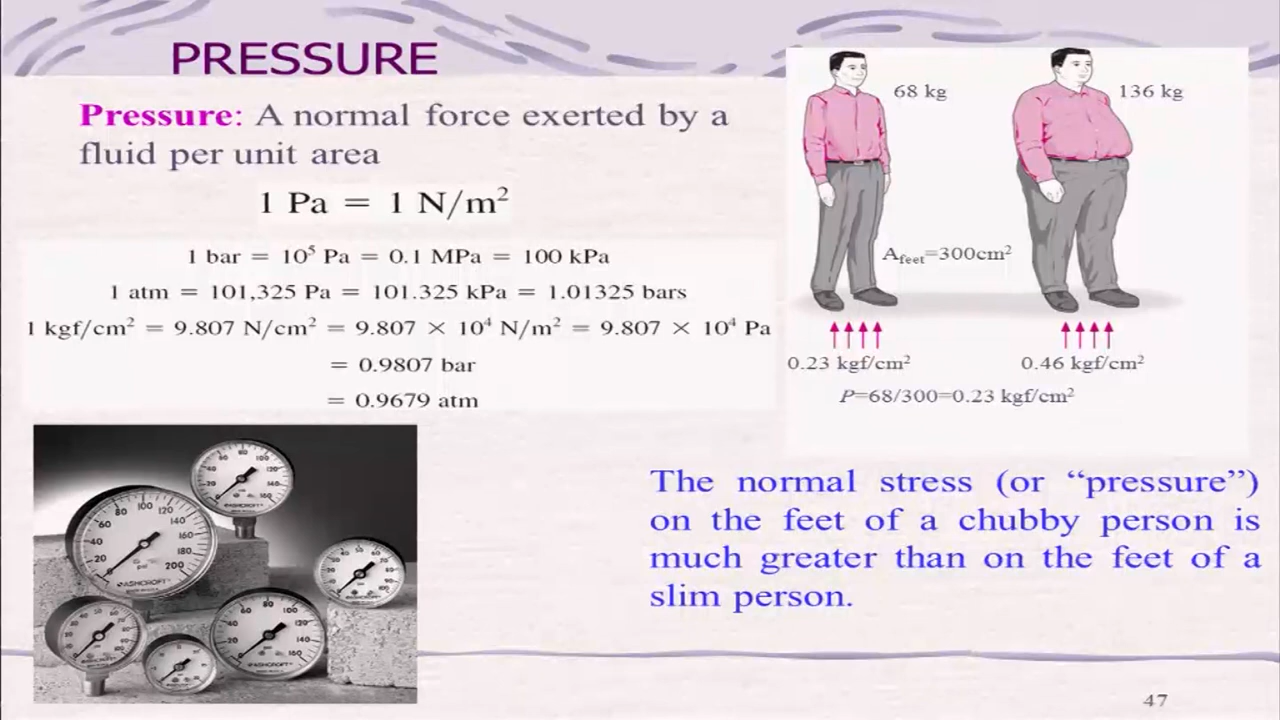 PRESSURE
Pressure: A normal force exerted by a
fluid per unit area
1 Pa = 1 N/m²
1 bar = 10⁵ Pa = 0.1 MPa = 100 kPa
1 atm = 101,325 Pa = 101.325 kPa = 1.01325 bars
1 kgf/cm² = 9.807 N/cm² = 9.807 × 10⁴ N/m² = 9.807 × 10⁴ Pa
= 0.9807 bar
= 0.9679 atm
68 kg
136 kg
A_feet=300cm²
0.23 kgf/cm²
0.46 kgf/cm²
P=68/300=0.23 kgf/cm²
ASHCROFT
ASHCROFT
ASHCROFT
The normal stress (or “pressure”)
on the feet of a chubby person is
much greater than on the feet of a
slim person.
47